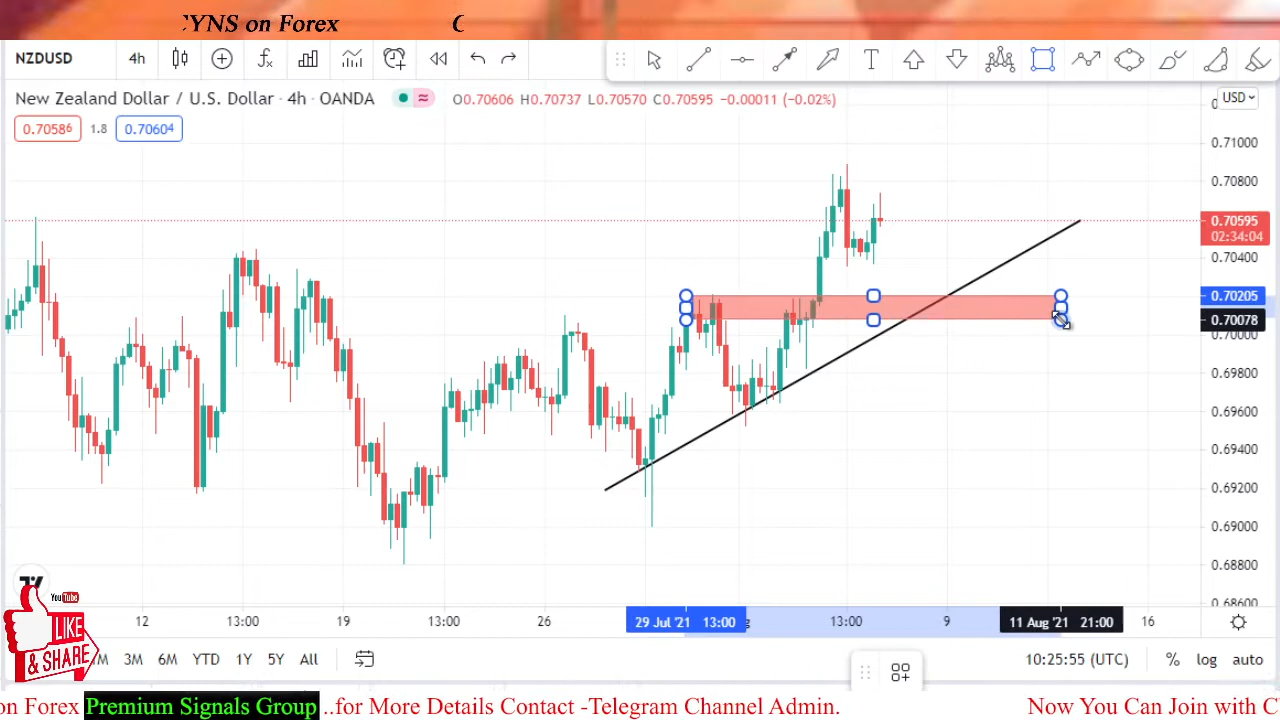 YNS on Forex C
NZDUSD 4h T
New Zealand Dollar / U.S. Dollar · 4h · OANDA ≈ O0.70606 H0.70737 L0.70570 C0.70595 −0.00011 (−0.02%) USD
0.70586 1.8 0.70604
0.71000
0.70800
0.70595
02:34:04
0.70400
0.70205
0.70078
0.70000
0.69800
0.69600
0.69400
0.69200
0.69000
0.68800
0.68600
12 13:00 19 13:00 26 29 Jul '21 13:00 13:00 9 11 Aug '21 21:00 16
YouTube
LIKE
& SHARE
3M 6M YTD 1Y 5Y All 10:25:55 (UTC) % log auto
on Forex Premium Signals Group ..for More Details Contact -Telegram Channel Admin. Now You Can Join with C